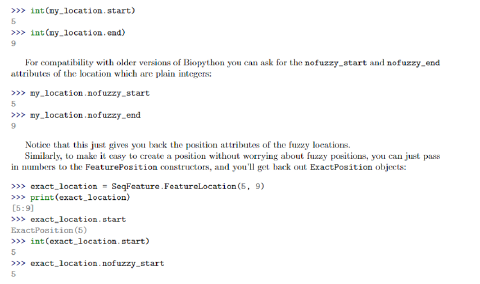 >>> int(my_location.start)
5
>>> int(my_location.end)
9
For compatibility with older versions of Biopython you can ask for the nofuzzy_start and nofuzzy_end
attributes of the location which are plain integers:
>>> my_location.nofuzzy_start
5
>>> my_location.nofuzzy_end
9
Notice that this just gives you back the position attributes of the fuzzy locations.
Similarly, to make it easy to create a position without worrying about fuzzy positions, you can just pass
in numbers to the FeaturePosition constructors, and you'll get back out ExactPosition objects:
>>> exact_location = SeqFeature.FeatureLocation(5, 9)
>>> print(exact_location)
[5:9]
>>> exact_location.start
ExactPosition(5)
>>> int(exact_location.start)
5
>>> exact_location.nofuzzy_start
5